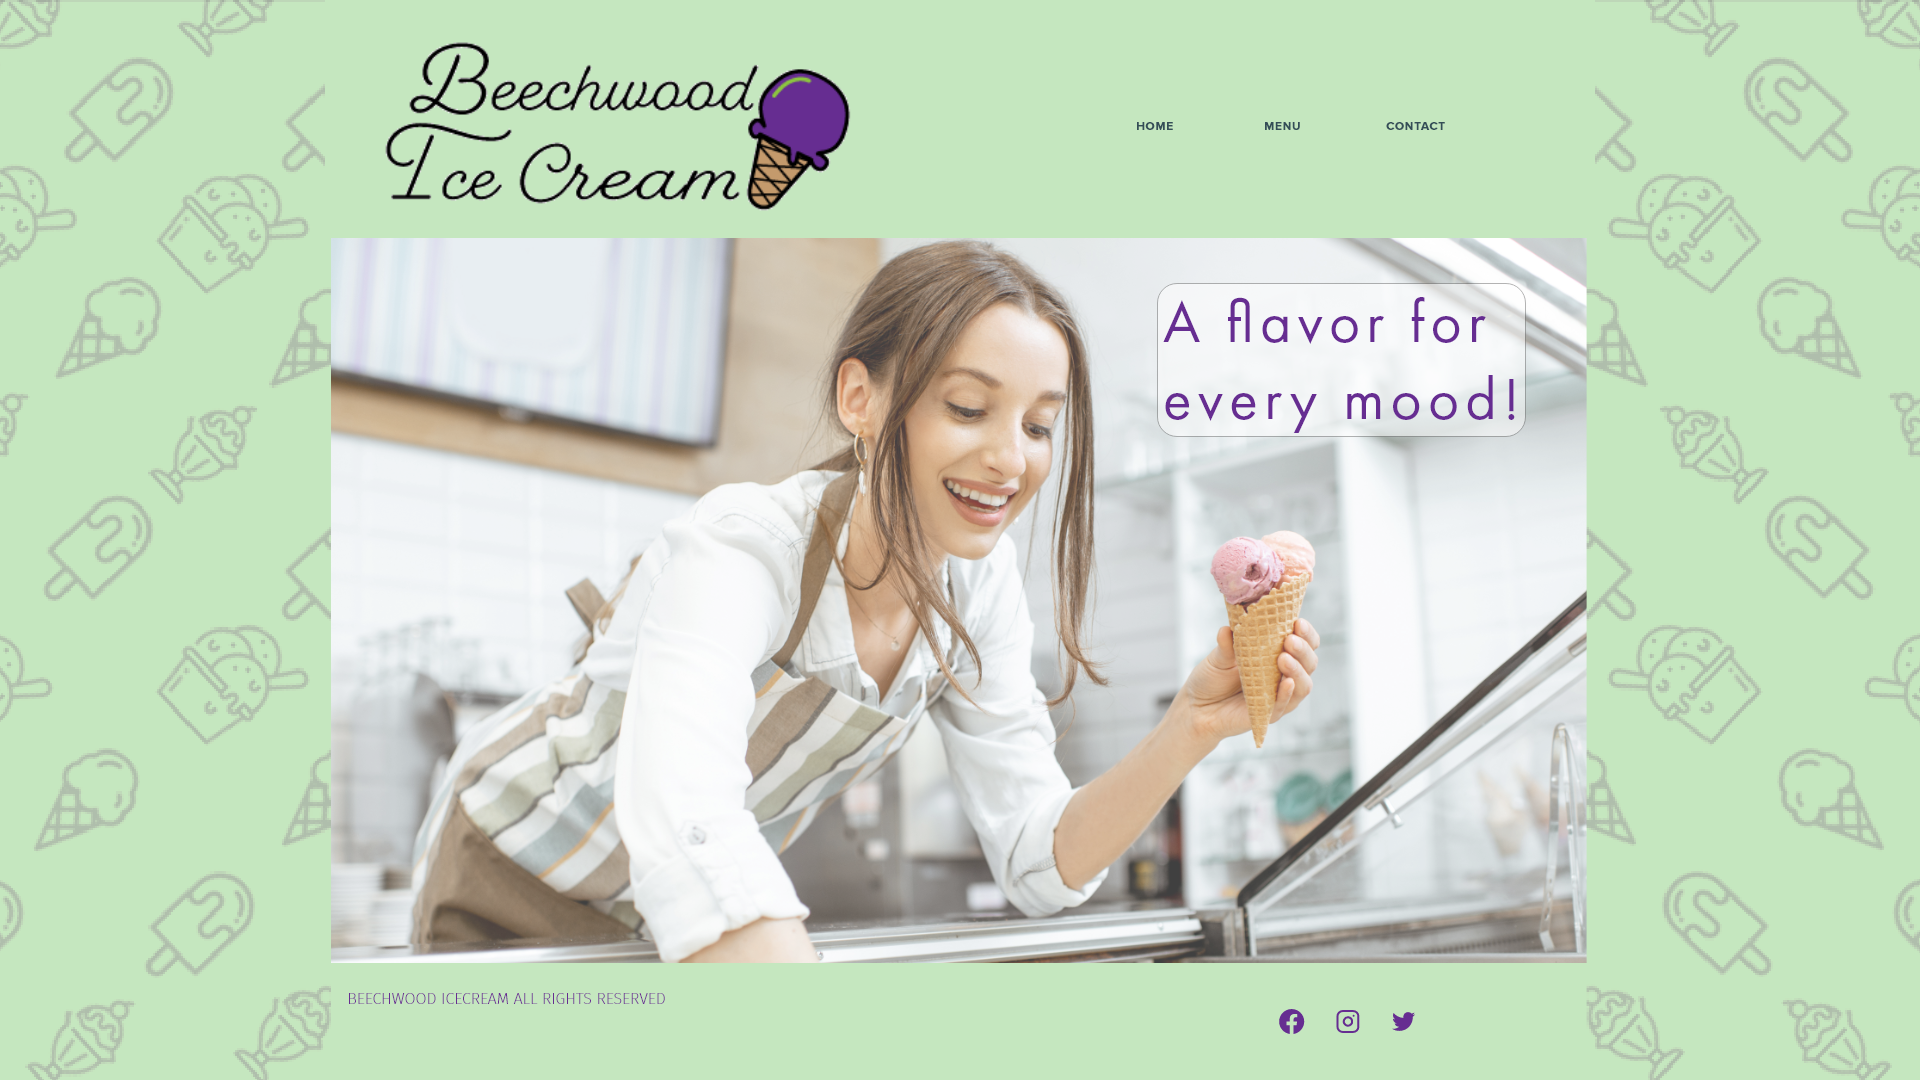 Beechwood
Ice Cream
HOME MENU CONTACT
A flavor for
every mood!
BEECHWOOD ICECREAM ALL RIGHTS RESERVED